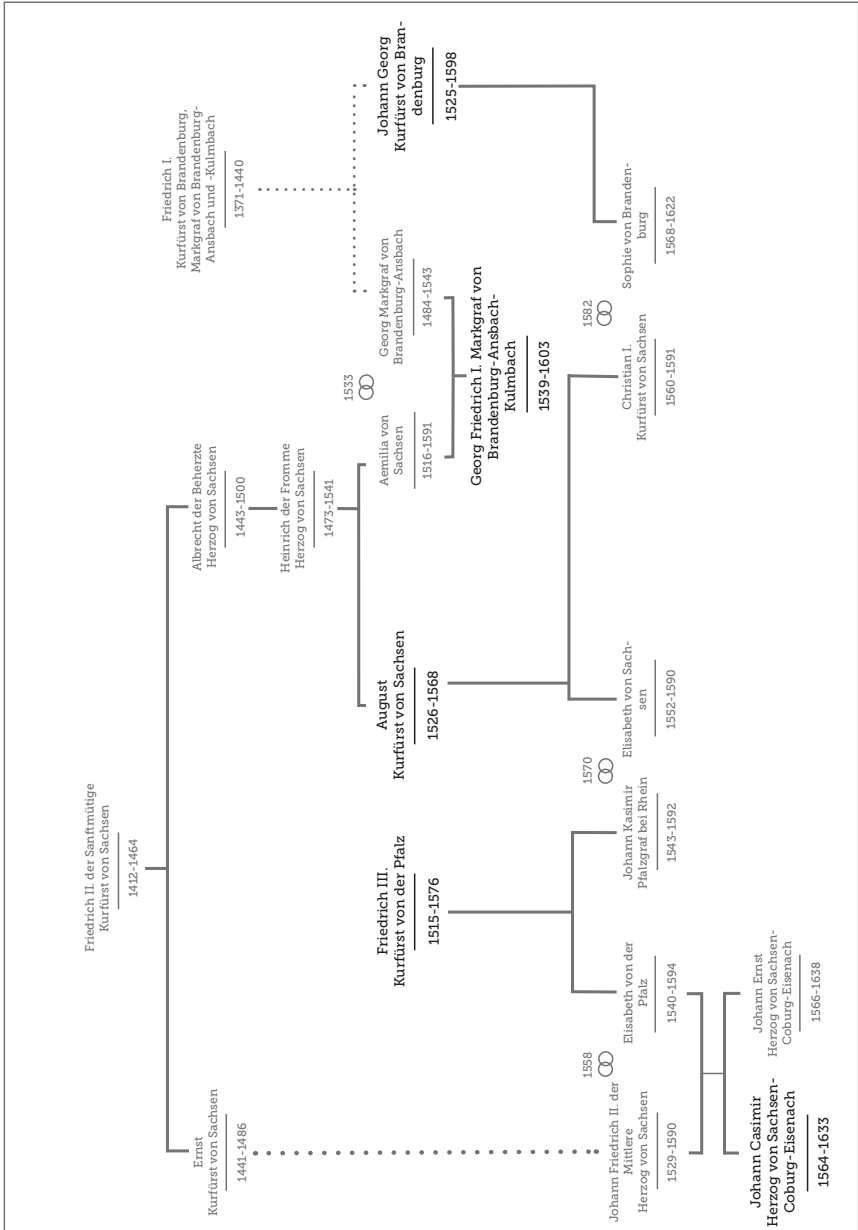 Friedrich II. der Sanftmütige
Kurfürst von Sachsen
1412-1464
Ernst
Kurfürst von Sachsen
1441-1486
Albrecht der Beherzte
Herzog von Sachsen
1443-1500
Friedrich I.
Kurfürst von Brandenburg,
Markgraf von Brandenburg-
Ansbach und -Kulmbach
1371-1440
Heinrich der Fromme
Herzog von Sachsen
1473-1541
Friedrich III.
Kurfürst von der Pfalz
1515-1576
August
Kurfürst von Sachsen
1526-1568
Aemilia von
Sachsen
1516-1591
1533
Georg Markgraf von
Brandenburg-Ansbach
1484-1543
Johann Georg
Kurfürst von Bran-
denburg
1525-1598
Georg Friedrich I. Markgraf von
Brandenburg-Ansbach-
Kulmbach
1539-1603
Johann Friedrich II. der
Mittlere
Herzog von Sachsen
1529-1590
1558
Elisabeth von der
Pfalz
1540-1594
Johann Kasimir
Pfalzgraf bei Rhein
1543-1592
1570
Elisabeth von Sach-
sen
1552-1590
Christian I.
Kurfürst von Sachsen
1560-1591
1582
Sophie von Branden-
burg
1568-1622
Johann Casimir
Herzog von Sachsen-
Coburg-Eisenach
1564-1633
Johann Ernst
Herzog von Sachsen-
Coburg-Eisenach
1566-1638